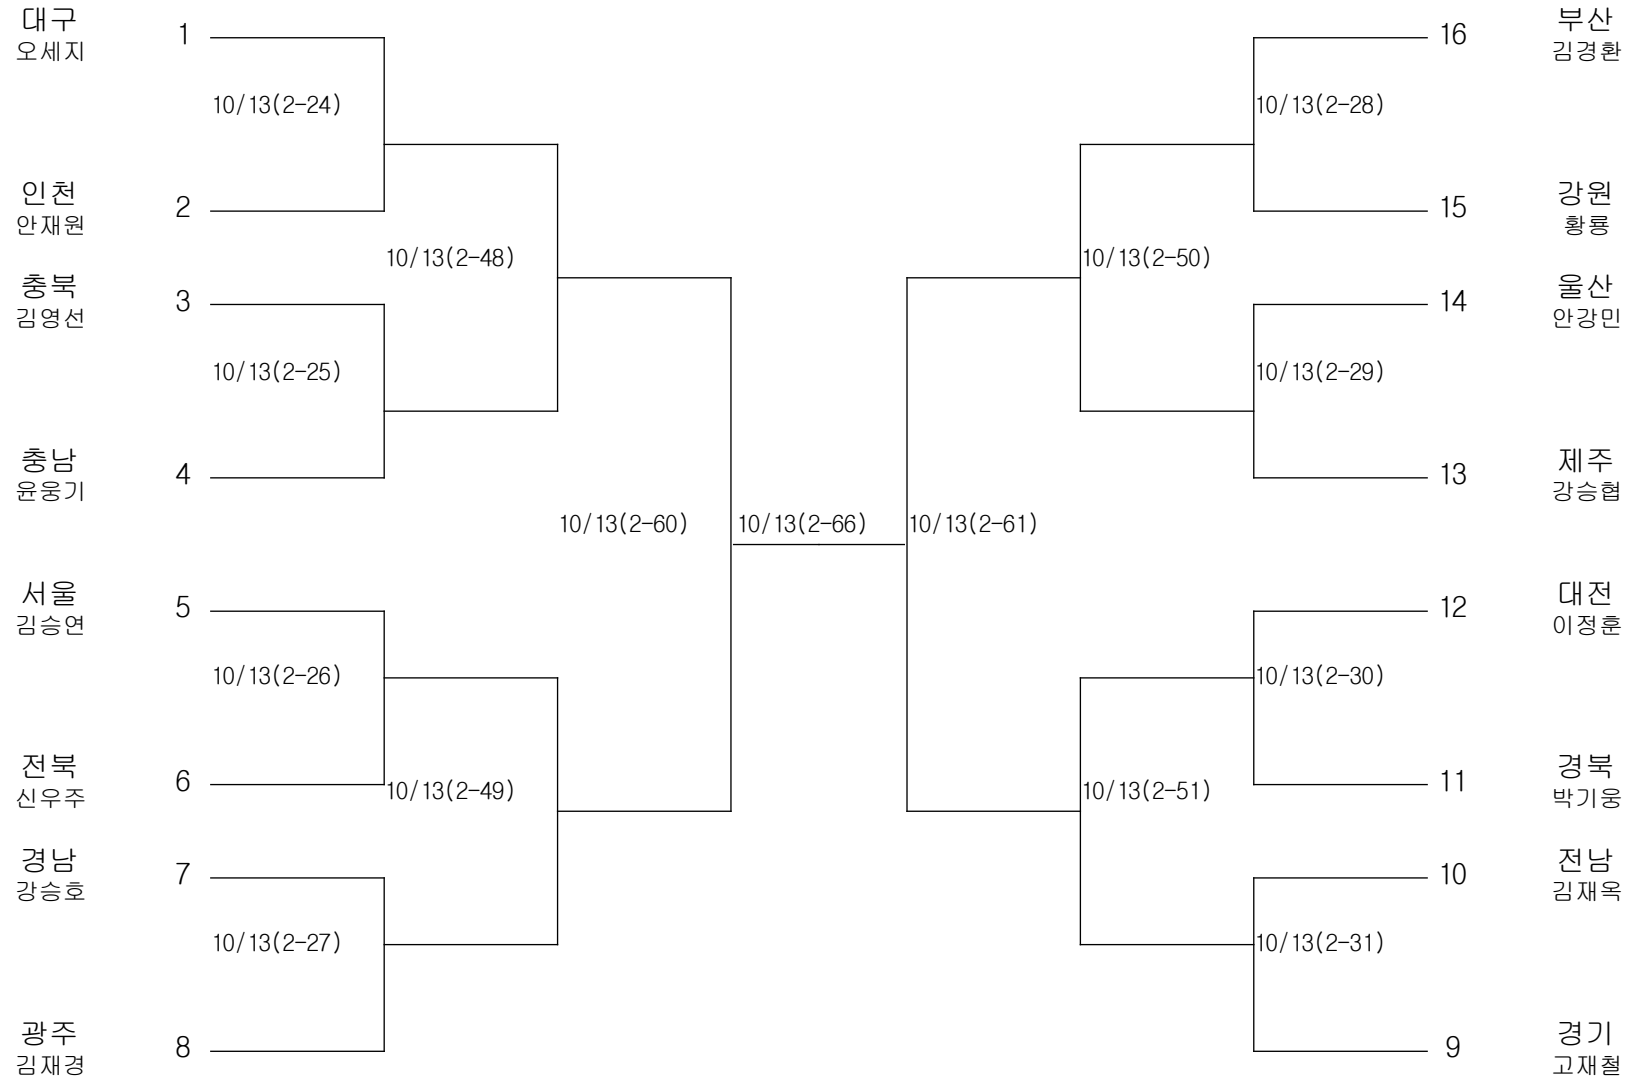 대구
오세지
1
10/13(2-24)
인천
안재원
2
10/13(2-48)
충북
김영선
3
10/13(2-25)
충남
윤웅기
4
10/13(2-60)
서울
김승연
5
10/13(2-26)
전북
신우주
6
10/13(2-49)
경남
강승호
7
10/13(2-27)
광주
김재경
8
10/13(2-66)
16
부산
김경환
10/13(2-28)
15
강원
황룡
10/13(2-50)
14
울산
안강민
10/13(2-29)
13
제주
강승협
10/13(2-61)
12
대전
이정훈
10/13(2-30)
11
경북
박기웅
10/13(2-51)
10
전남
김재옥
10/13(2-31)
9
경기
고재철